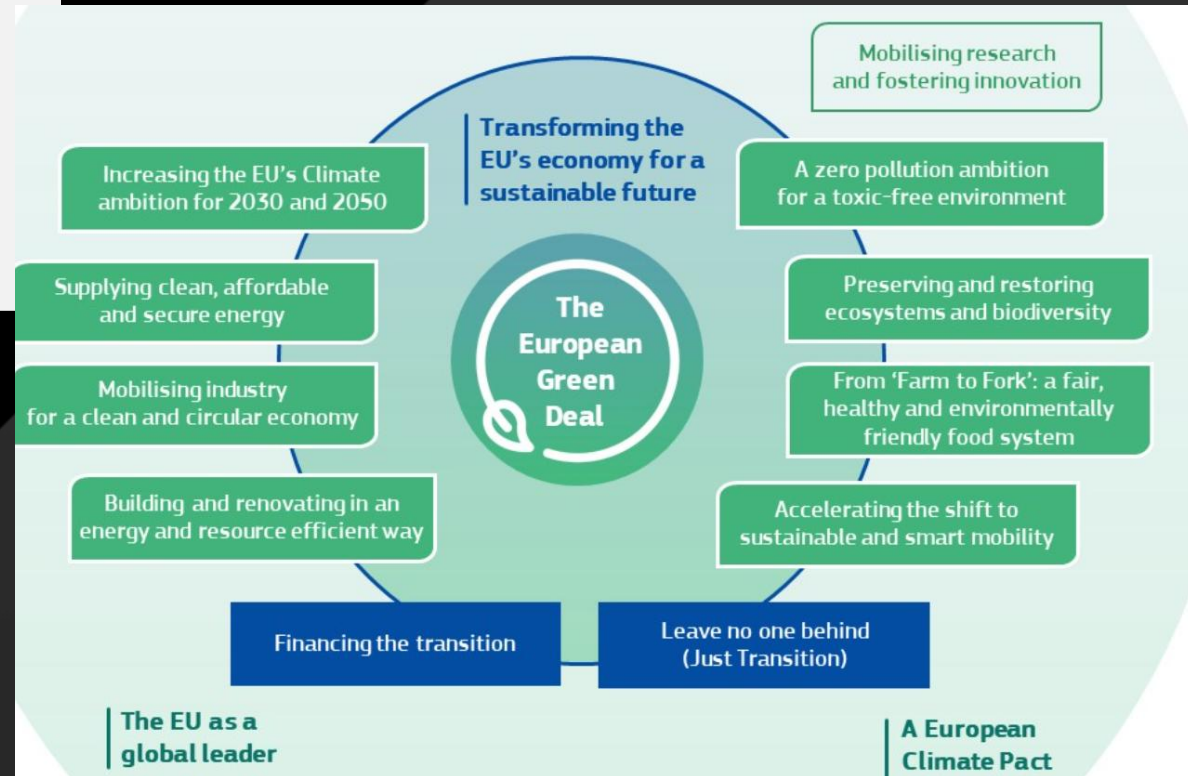 Mobilising research
and fostering innovation
Transforming the
EU's economy for a
sustainable future
Increasing the EU's Climate
ambition for 2030 and 2050
Supplying clean, affordable
and secure energy
Mobilising industry
for a clean and circular economy
Building and renovating in an
energy and resource efficient way
The
European
Green
Deal
A zero pollution ambition
for a toxic-free environment
Preserving and restoring
ecosystems and biodiversity
From ‘Farm to Fork’: a fair,
healthy and environmentally
friendly food system
Accelerating the shift to
sustainable and smart mobility
Financing the transition
Leave no one behind
(Just Transition)
The EU as a
global leader
A European
Climate Pact